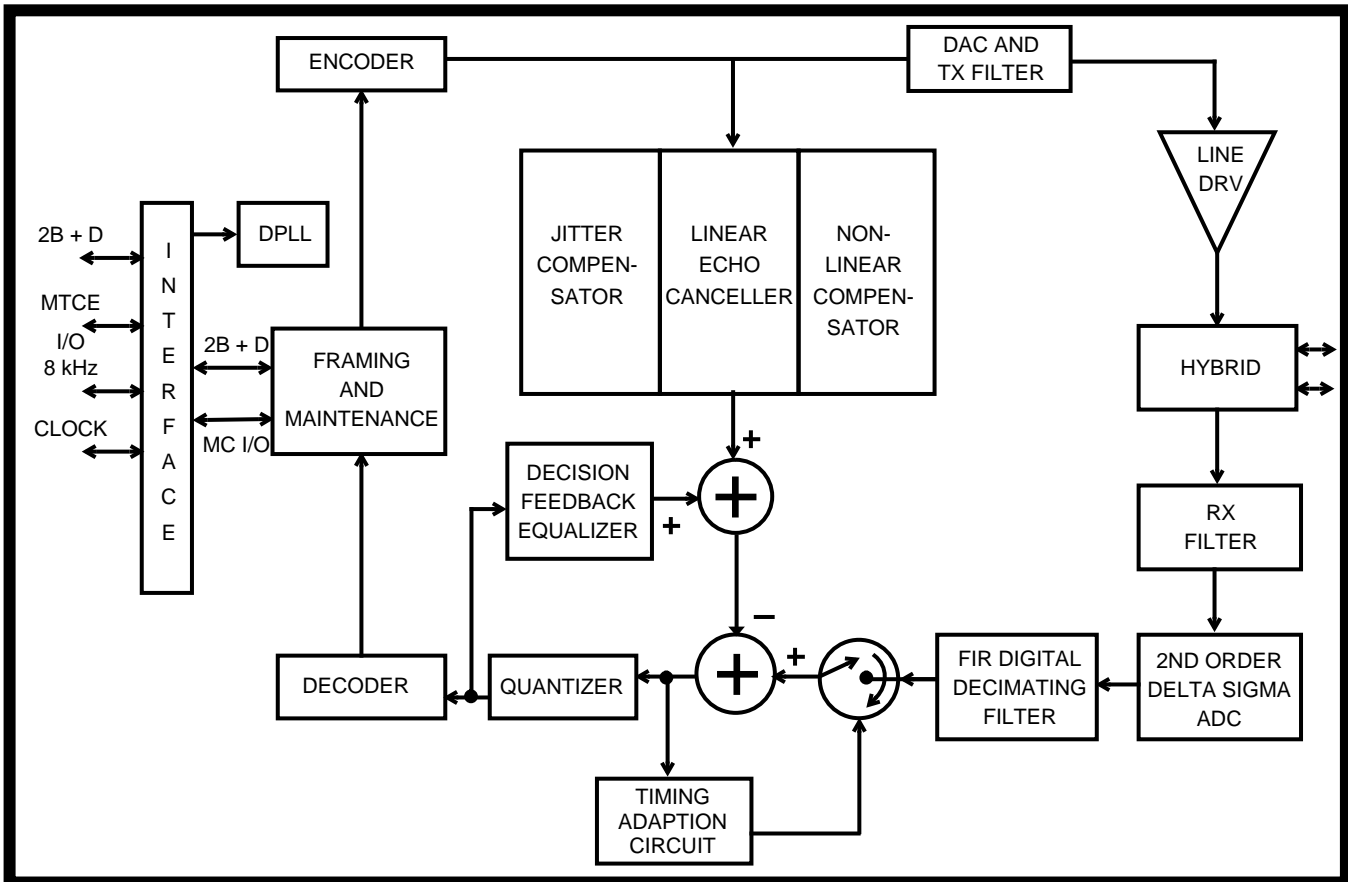 ENCODER
DAC AND
TX FILTER
LINE
DRV
2B + D
MTCE
I/O
8 kHz
CLOCK
I
N
T
E
R
F
A
C
E
DPLL
2B + D
MC I/O
FRAMING
AND
MAINTENANCE
JITTER
COMPEN-
SATOR
LINEAR
ECHO
CANCELLER
NON-
LINEAR
COMPEN-
SATOR
HYBRID
DECISION
FEEDBACK
EQUALIZER
+
+
+
RX
FILTER
−
+
+
DECODER
QUANTIZER
FIR DIGITAL
DECIMATING
FILTER
2ND ORDER
DELTA SIGMA
ADC
TIMING
ADAPTION
CIRCUIT